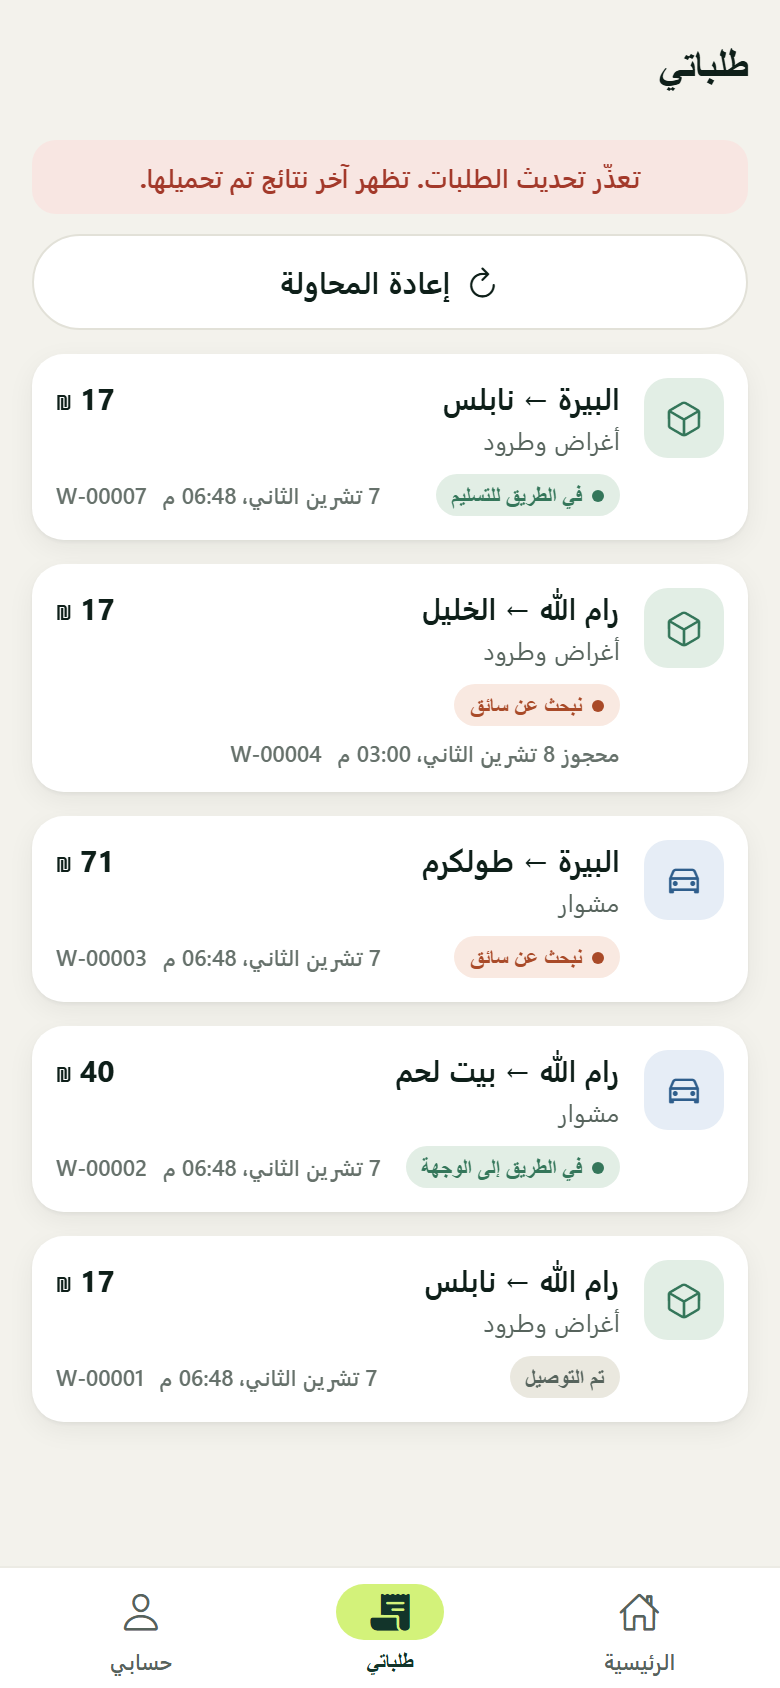 طلباتي
تعذّر تحديث الطلبات. تظهر آخر نتائج تم تحميلها.
إعادة المحاولة
البيرة ← نابلس 17 ₪
أغراض وطرود
في الطريق للتسليم 7 تشرين الثاني، 06:48 م W-00007
رام الله ← الخليل 17 ₪
أغراض وطرود
نبحث عن سائق
محجوز 8 تشرين الثاني، 03:00 م W-00004
البيرة ← طولكرم 71 ₪
مشوار
نبحث عن سائق 7 تشرين الثاني، 06:48 م W-00003
رام الله ← بيت لحم 40 ₪
مشوار
في الطريق إلى الوجهة 7 تشرين الثاني، 06:48 م W-00002
رام الله ← نابلس 17 ₪
أغراض وطرود
تم التوصيل 7 تشرين الثاني، 06:48 م W-00001
الرئيسية طلباتي حسابي